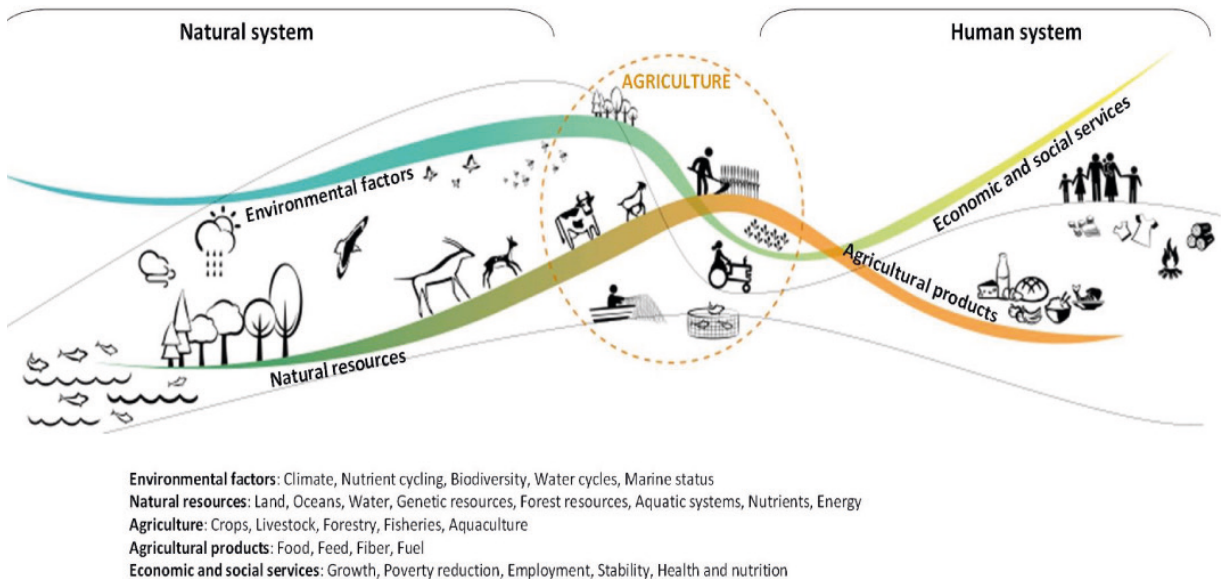 Natural system
Human system
AGRICULTURE
Environmental factors
Economic and social services
Agricultural products
Natural resources
Environmental factors: Climate, Nutrient cycling, Biodiversity, Water cycles, Marine status
Natural resources: Land, Oceans, Water, Genetic resources, Forest resources, Aquatic systems, Nutrients, Energy
Agriculture: Crops, Livestock, Forestry, Fisheries, Aquaculture
Agricultural products: Food, Feed, Fiber, Fuel
Economic and social services: Growth, Poverty reduction, Employment, Stability, Health and nutrition